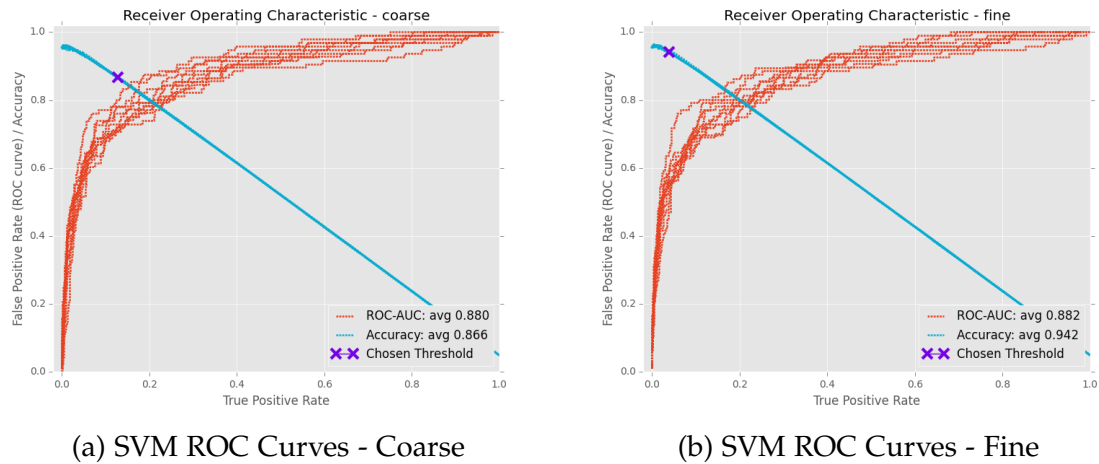 Receiver Operating Characteristic - coarse
False Positive Rate (ROC curve) / Accuracy
1.0
0.8
0.6
0.4
0.2
0.0
0.0 0.2 0.4 0.6 0.8 1.0
True Positive Rate
ROC-AUC: avg 0.880
Accuracy: avg 0.866
Chosen Threshold
(a) SVM ROC Curves - Coarse
Receiver Operating Characteristic - fine
False Positive Rate (ROC curve) / Accuracy
1.0
0.8
0.6
0.4
0.2
0.0
0.0 0.2 0.4 0.6 0.8 1.0
True Positive Rate
ROC-AUC: avg 0.882
Accuracy: avg 0.942
Chosen Threshold
(b) SVM ROC Curves - Fine